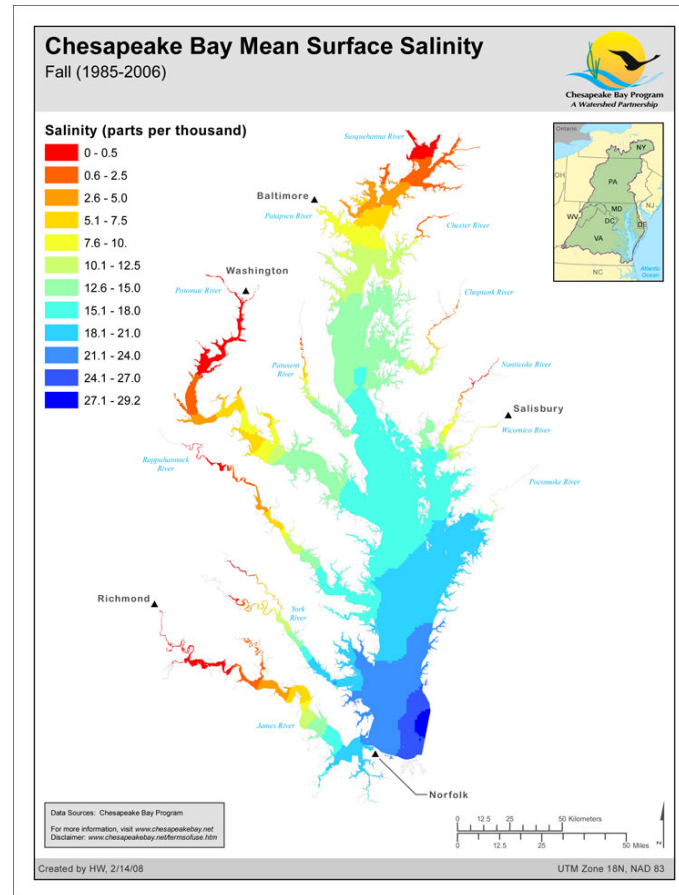 Chesapeake Bay Mean Surface Salinity
Fall (1985-2006)
Chesapeake Bay Program
A Watershed Partnership
Salinity (parts per thousand)
0 - 0.5
0.6 - 2.5
2.6 - 5.0
5.1 - 7.5
7.6 - 10.
10.1 - 12.5
12.6 - 15.0
15.1 - 18.0
18.1 - 21.0
21.1 - 24.0
24.1 - 27.0
27.1 - 29.2
Susquehanna River
Baltimore
Patapsco River
Chester River
Washington
Potomac River
Choptank River
Patuxent
River
Nanticoke River
Salisbury
Wicomico River
Rappahannock
River
Pocomoke River
Richmond
York
River
James River
Norfolk
Ontario
NY
OH
PA
NJ
MD
WV
DC
DE
VA
Atlantic
Ocean
NC
Data Sources: Chesapeake Bay Program
For more information, visit www.chesapeakebay.net
Disclaimer: www.chesapeakebay.net/termsofuse.htm
0 12.5 25 50 Kilometers
0 12.5 25 50 Miles
N
Created by HW, 2/14/08
UTM Zone 18N, NAD 83